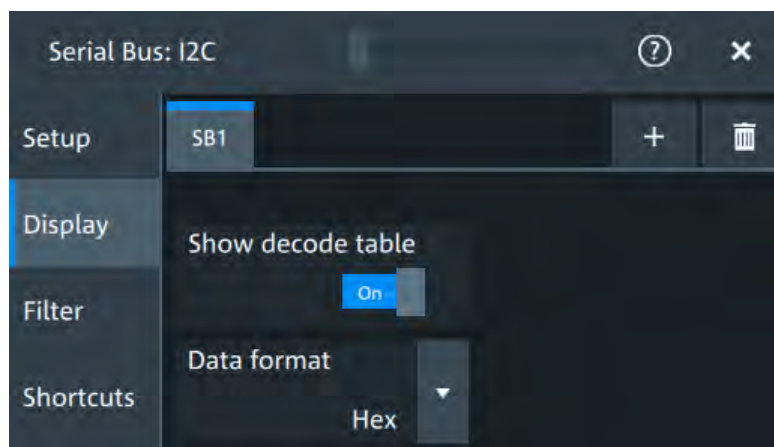 Serial Bus: I2C
?
Setup
SB1
Display
Show decode table
On
Filter
Data format
Shortcuts
Hex